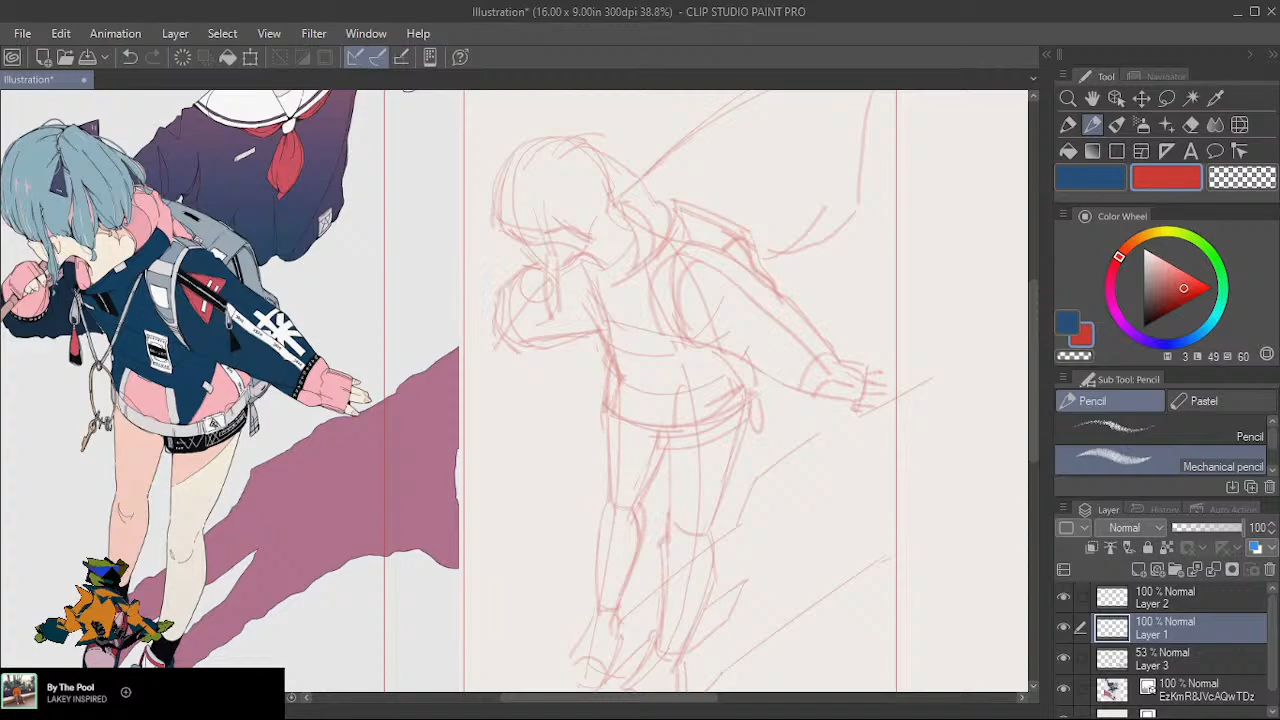 Illustration* (16.00 x 9.00in 300dpi 38.8%) - CLIP STUDIO PAINT PRO
File Edit Animation Layer Select View Filter Window Help
Illustration*
Tool Navigator
Color Wheel
H 3 S 49 B 60
Sub Tool: Pencil
Pencil Pastel
Pencil
Mechanical pencil
Layer History Auto Action
Normal 100
100 % Normal
Layer 2
100 % Normal
Layer 1
53 % Normal
Layer 3
100 % Normal
EzKmR8JVcAQwTDz
By The Pool
LAKEY INSPIRED